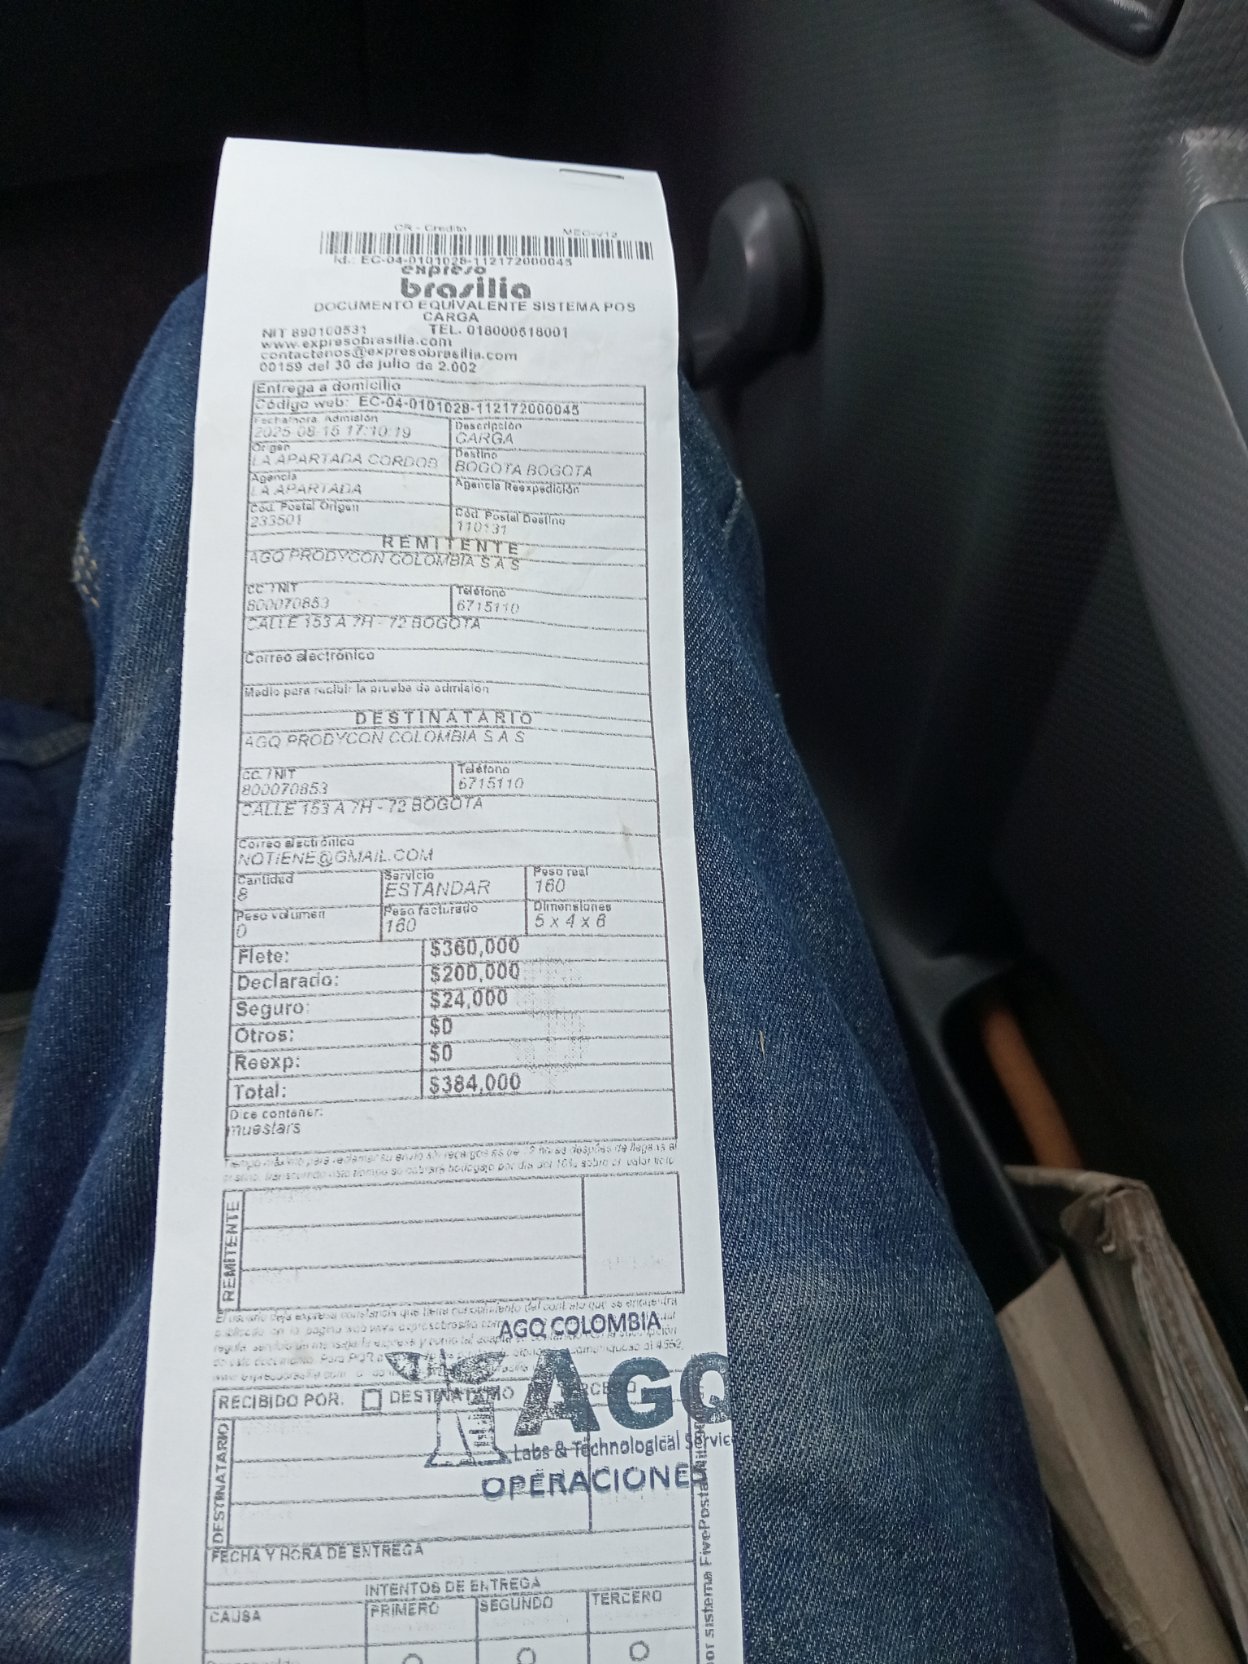 CR - Credito
Id.: EC-04-0101028-112172000045
expreso
brasilia
DOCUMENTO EQUIVALENTE SISTEMA POS
CARGA
NIT 890100531 TEL. 018000518001
www.expresobrasilia.com
contactenos@expresobrasilia.com
00159 del 30 de julio de 2.002
Entrega a domicilio
Código web: EC-04-0101028-112172000045
Fecha/hora Admisión
2025-08-15 17:10:19
Descripción
CARGA
Origen
LA APARTADA CORDOB
Destino
BOGOTA BOGOTA
Agencia
LA APARTADA
Agencia Reexpedición
Cód. Postal Origen
233501
Cód. Postal Destino
110131
REMITENTE
AGQ PRODYCON COLOMBIA S A S
CC. / NIT
800070853
Teléfono
6715110
CALLE 153 A 7H - 72 BOGOTA
Correo electrónico
Medio para recibir la prueba de admisión
DESTINATARIO
AGQ PRODYCON COLOMBIA S A S
CC. / NIT
800070853
Teléfono
6715110
CALLE 153 A 7H - 72 BOGOTA
Correo electrónico
NOTIENE@GMAIL.COM
Cantidad
8
Servicio
ESTANDAR
Peso real
160
Peso volumen
0
Peso facturado
160
Dimensiones
5 x 4 x 6
Flete: $360,000
Declarado: $200,000
Seguro: $24,000
Otros: $0
Reexp: $0
Total: $384,000
Dice contener:
muestars
REMITENTE
AGQ COLOMBIA
AGQ
Labs & Technological Servic
OPERACIONES
RECIBIDO POR. DESTINATARIO
DESTINATARIO
FECHA Y HORA DE ENTREGA
INTENTOS DE ENTREGA
CAUSA PRIMERO SEGUNDO TERCERO
or sistema FivePostal